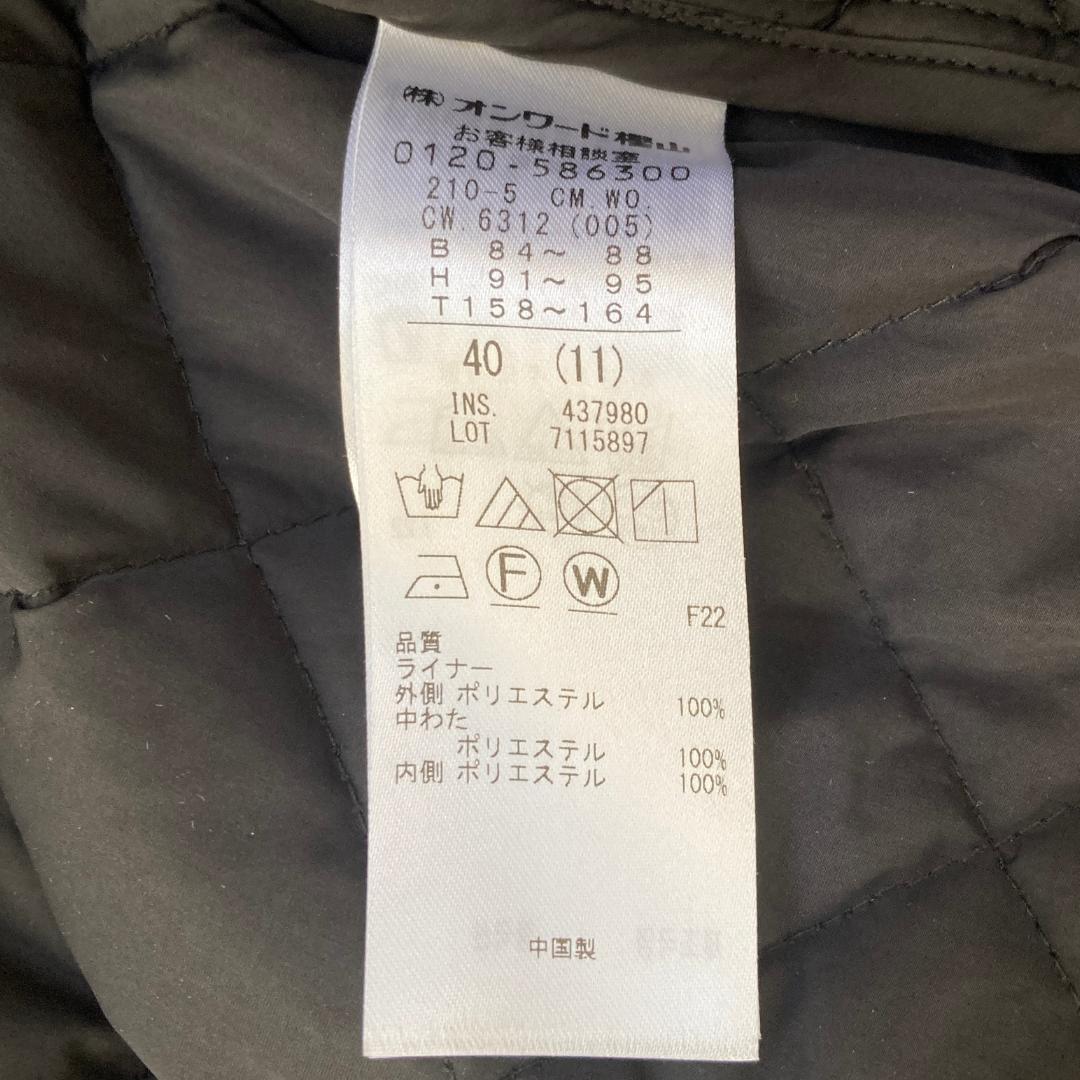 (株)オンワード樫山
お客様相談室
0120-586300
210-5 CM.WO.
CW.6312(005)
B 84～ 88
H 91～ 95
T158～164
40 (11)
INS. 437980
LOT 7115897
F
W
F22
品質
ライナー
外側 ポリエステル 100%
中わた
ポリエステル 100%
内側 ポリエステル 100%
中国製